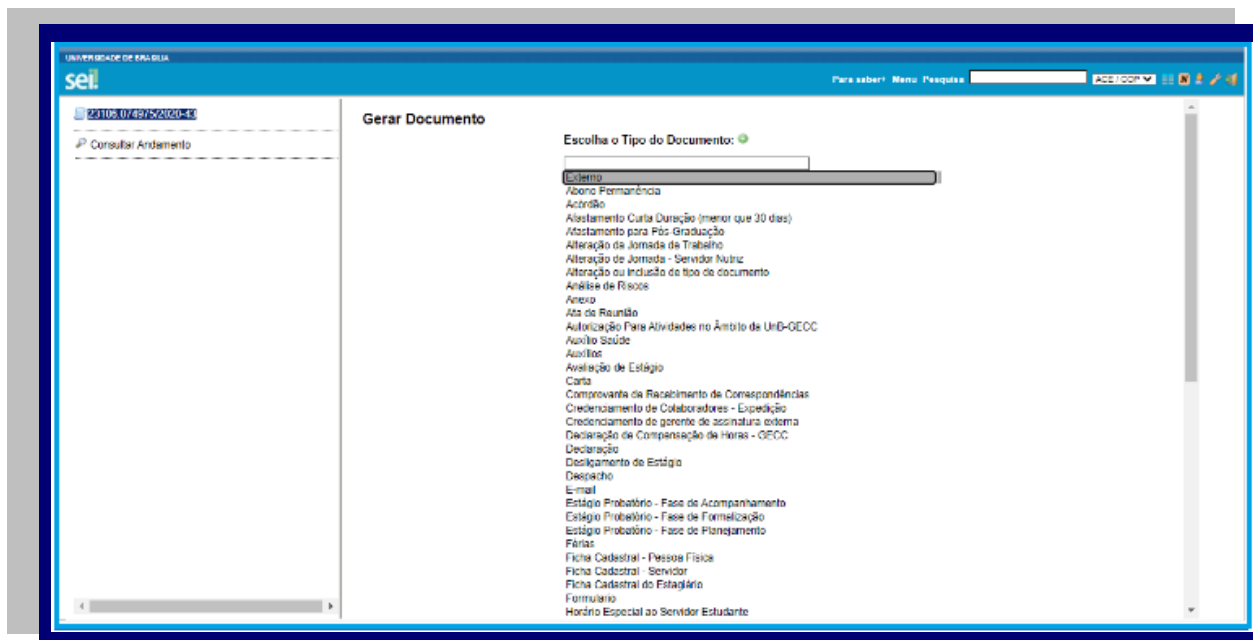 UNIVERSIDADE DE BRASÍLIA
sei!
Para saber+ Menu Pesquisa
ACE / COP
23106.074975/2020-43
Consultar Andamento
Gerar Documento
Escolha o Tipo do Documento:
Externo
Abono Permanência
Acórdão
Afastamento Curta Duração (menor que 30 dias)
Afastamento para Pós-Graduação
Alteração da Jornada de Trabalho
Alteração de Jornada - Servidor Nutriz
Alteração ou inclusão de tipo de documento
Análise de Riscos
Anexo
Ata de Reunião
Autorização Para Atividades no Âmbito da UnB-GECC
Auxílio Saúde
Auxílios
Avaliação de Estágio
Carta
Comprovante de Recebimento de Correspondências
Credenciamento de Colaboradores - Expedição
Credenciamento de gerente de assinatura externa
Declaração de Compensação de Horas - GECC
Declaração
Desligamento de Estágio
Despacho
E-mail
Estágio Probatório - Fase de Acompanhamento
Estágio Probatório - Fase de Formalização
Estágio Probatório - Fase de Planejamento
Férias
Ficha Cadastral - Pessoa Física
Ficha Cadastral - Servidor
Ficha Cadastral do Estagiário
Formulário
Horário Especial ao Servidor Estudante